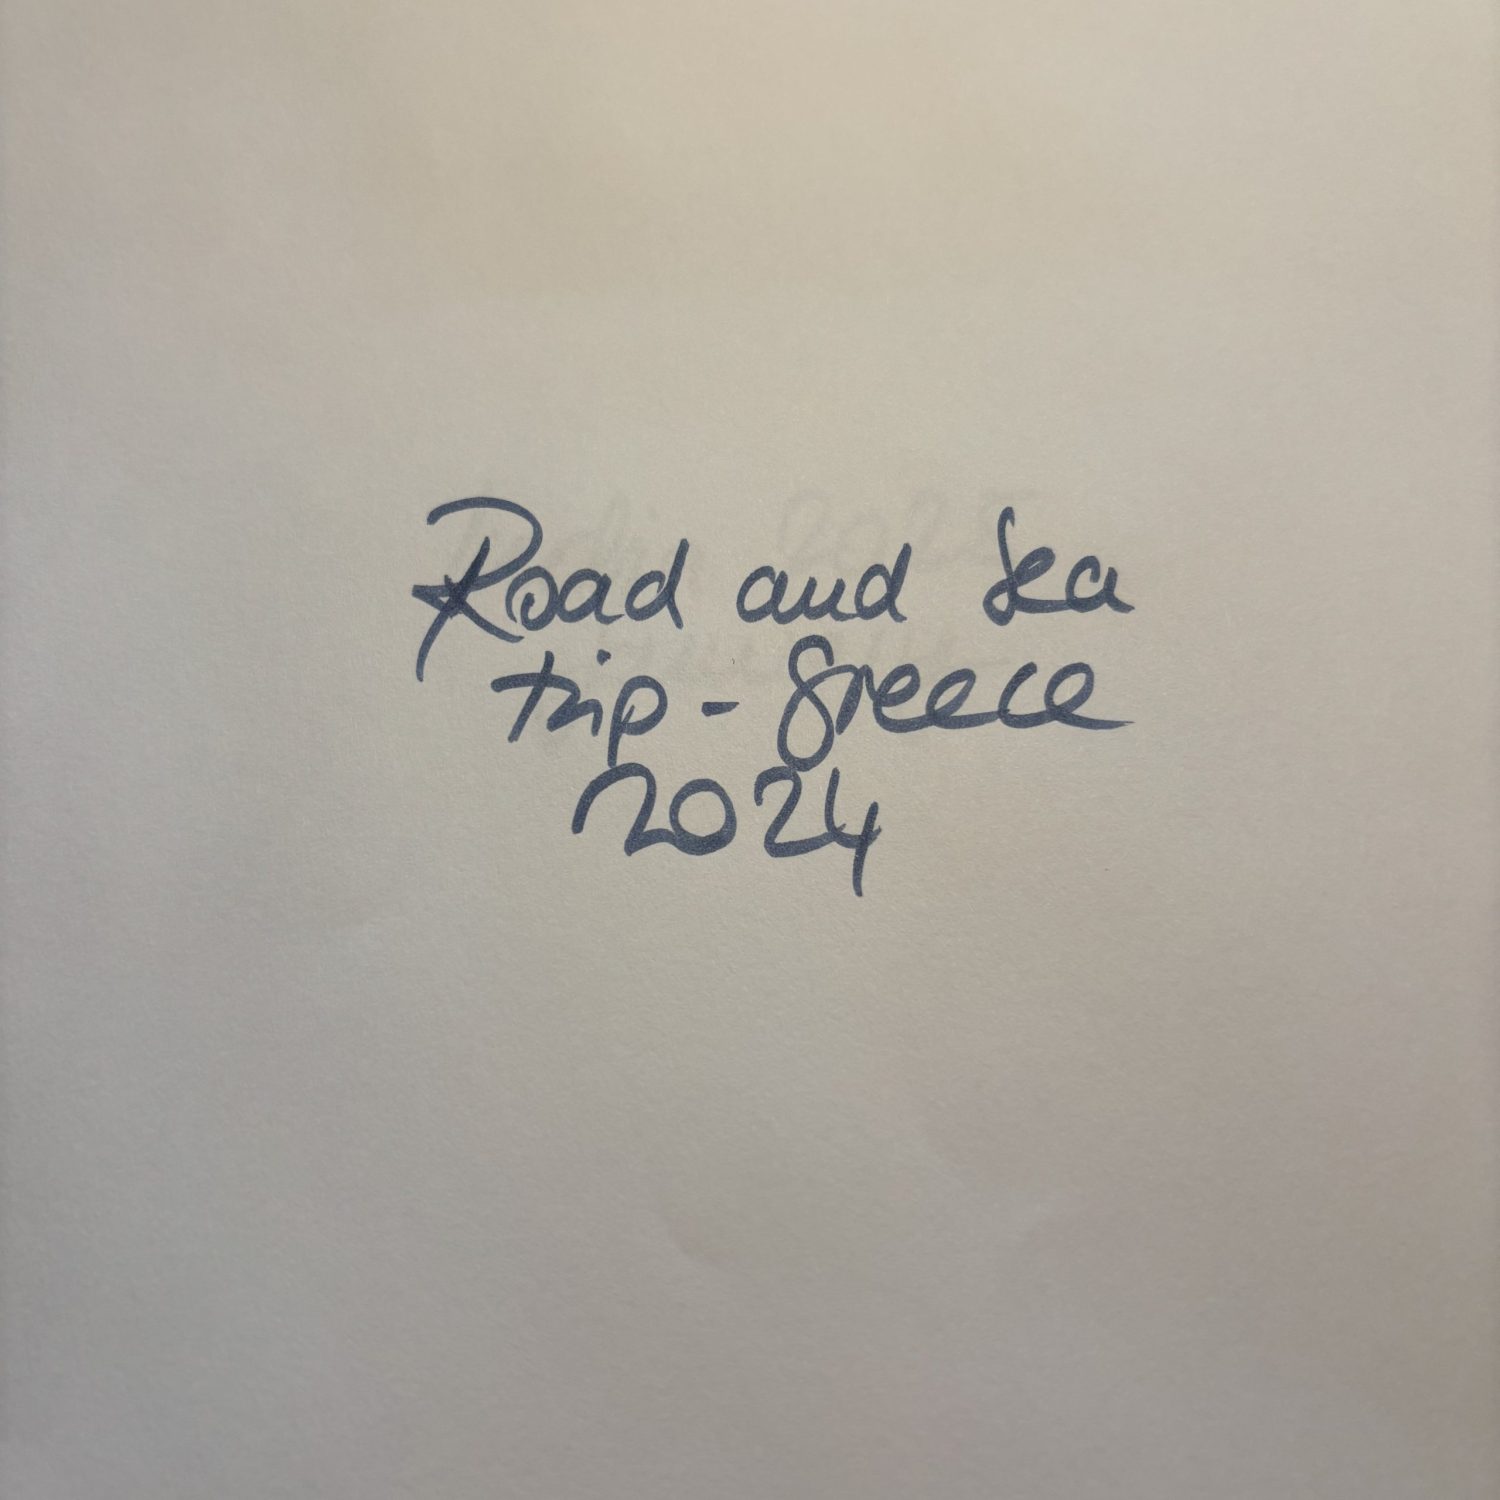 Road and Sea
trip - Greece
2024